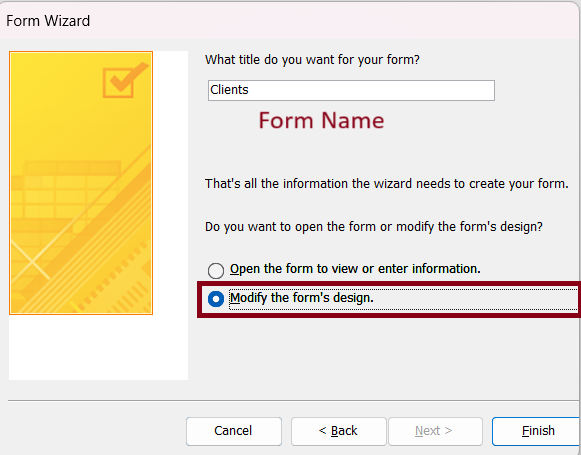 Form Wizard
What title do you want for your form?
Clients
Form Name
That's all the information the wizard needs to create your form.
Do you want to open the form or modify the form's design?
Open the form to view or enter information.
Modify the form's design.
Cancel
< Back
Next >
Finish